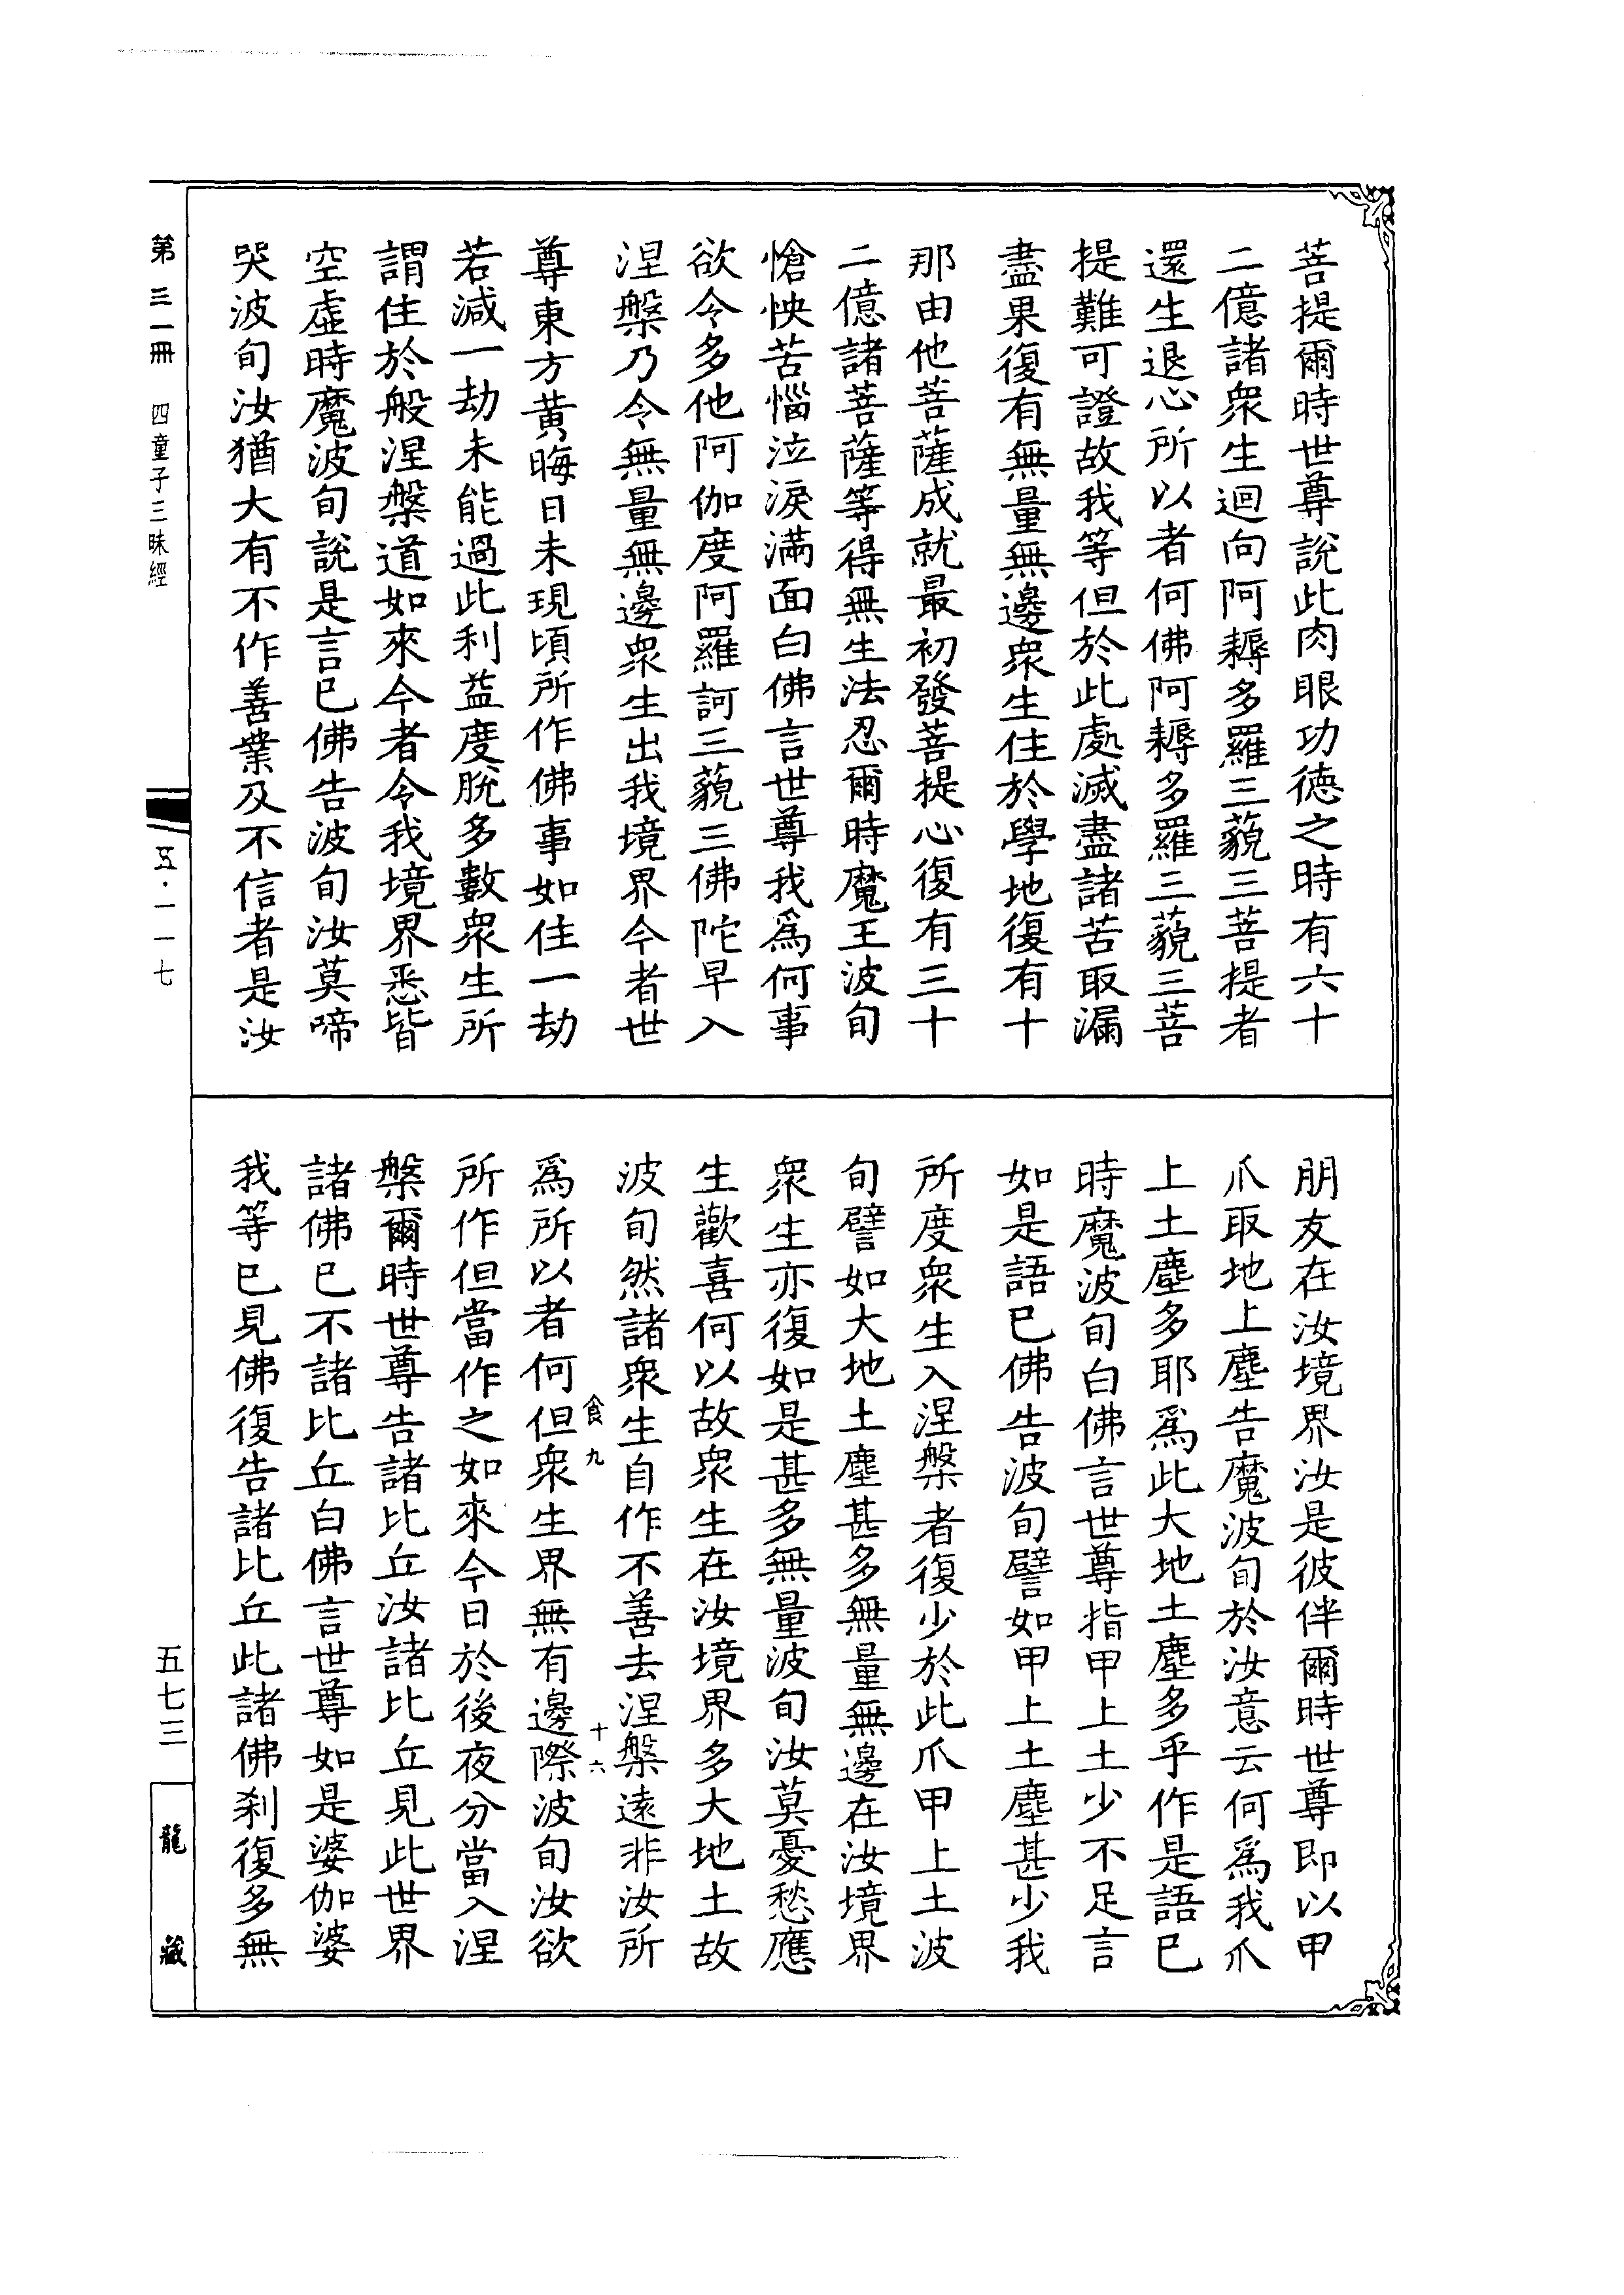 菩提爾時世尊說此肉眼功德之時有六十
二億諸衆生迴向阿耨多羅三藐三菩提者
還生退心所以者何佛阿耨多羅三藐三菩
提難可證故我等但於此處滅盡諸苦取漏
盡果復有無量無邊衆生住於學地復有十
那由他菩薩成就最初發菩提心復有三十
二億諸菩薩等得無生法忍爾時魔王波旬
愴怏苦惱泣淚滿面白佛言世尊我爲何事
欲令多他阿伽度阿羅訶三藐三佛陀早入
涅槃乃令無量無邊衆生出我境界今者世
尊東方黃晦日未現頃所作佛事如住一劫
若減一劫未能過此利益度脫多數衆生所
謂住於般涅槃道如來今者令我境界悉皆
空虛時魔波旬說是言已佛告波旬汝莫啼
哭波旬汝猶大有不作善業及不信者是汝
朋友在汝境界汝是彼伴爾時世尊即以甲
爪取地上塵告魔波旬於汝意云何爲我爪
上土塵多耶爲此大地土塵多乎作是語已
時魔波旬白佛言世尊指甲上土少不足言
如是語已佛告波旬譬如甲上土塵甚少我
所度衆生入涅槃者復少於此爪甲上土波
旬譬如大地土塵甚多無量無邊在汝境界
衆生亦復如是甚多無量波旬汝莫憂愁應
生歡喜何以故衆生在汝境界多大地土故
波旬然諸衆生自作不善去涅槃遠非汝所
食九
十六
爲所以者何但衆生界無有邊際波旬汝欲
所作但當作之如來今日於後夜分當入涅
槃爾時世尊告諸比丘汝諸比丘見此世界
諸佛已不諸比丘白佛言世尊如是婆伽婆
我等已見佛復告諸比丘此諸佛刹復多無
第三一冊 四童子三昧經
五·一一七
五七三
龍藏